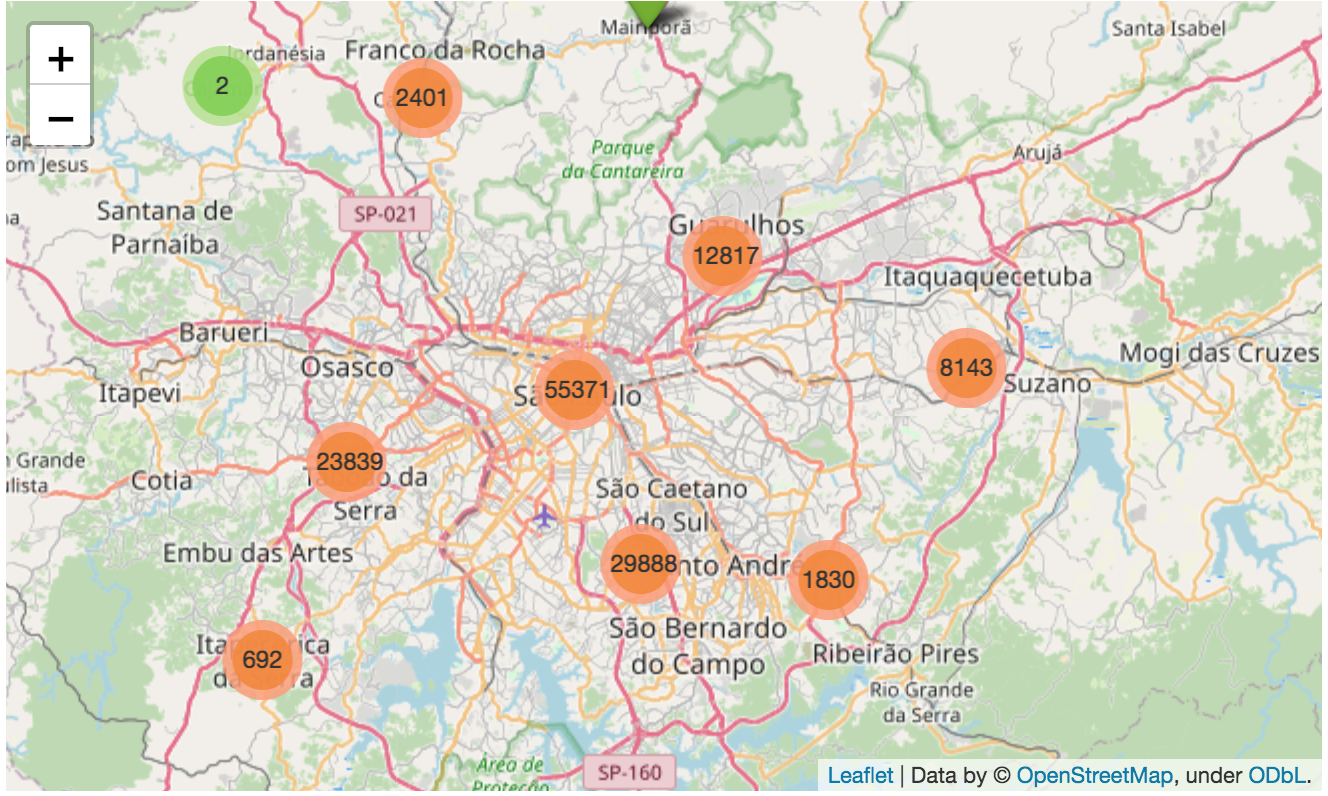 +
−
Mairiporã
Santa Isabel
Jordanésia
Franco da Rocha
2
2401
om Jesus
Parque
da Cantareira
Arujá
SP-021
Santana de
Parnaíba
Guarulhos
12817
Itaquaquecetuba
Barueri
Osasco
Itapevi
São Paulo
55371
8143
Suzano
Mogi das Cruzes
23839
da
Serra
Cotia
Grande
lista
São Caetano
do Sul
Embu das Artes
29888
nto André
1830
São Bernardo
do Campo
Ribeirão Pires
692
Rio Grande
da Serra
Área de
SP-160
Leaflet | Data by © OpenStreetMap, under ODbL.